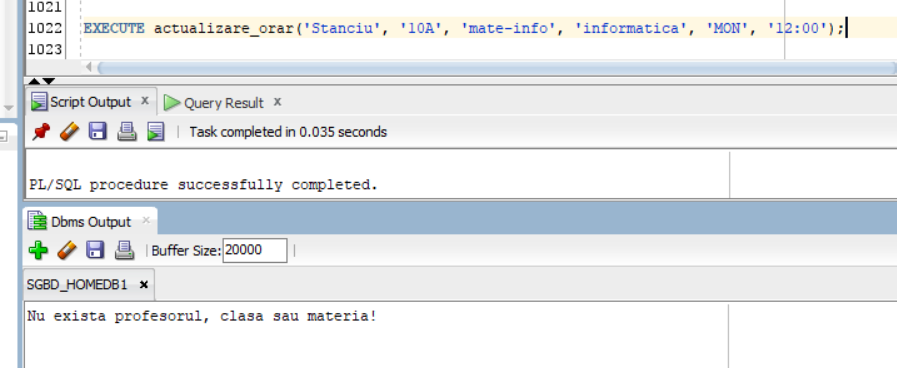 1021
1022 EXECUTE actualizare_orar('Stanciu', '10A', 'mate-info', 'informatica', 'MON', '12:00');
1023
Script Output x Query Result x
Task completed in 0.035 seconds
PL/SQL procedure successfully completed.
Dbms Output x
Buffer Size: 20000
SGBD_HOMEDB1 x
Nu exista profesorul, clasa sau materia!